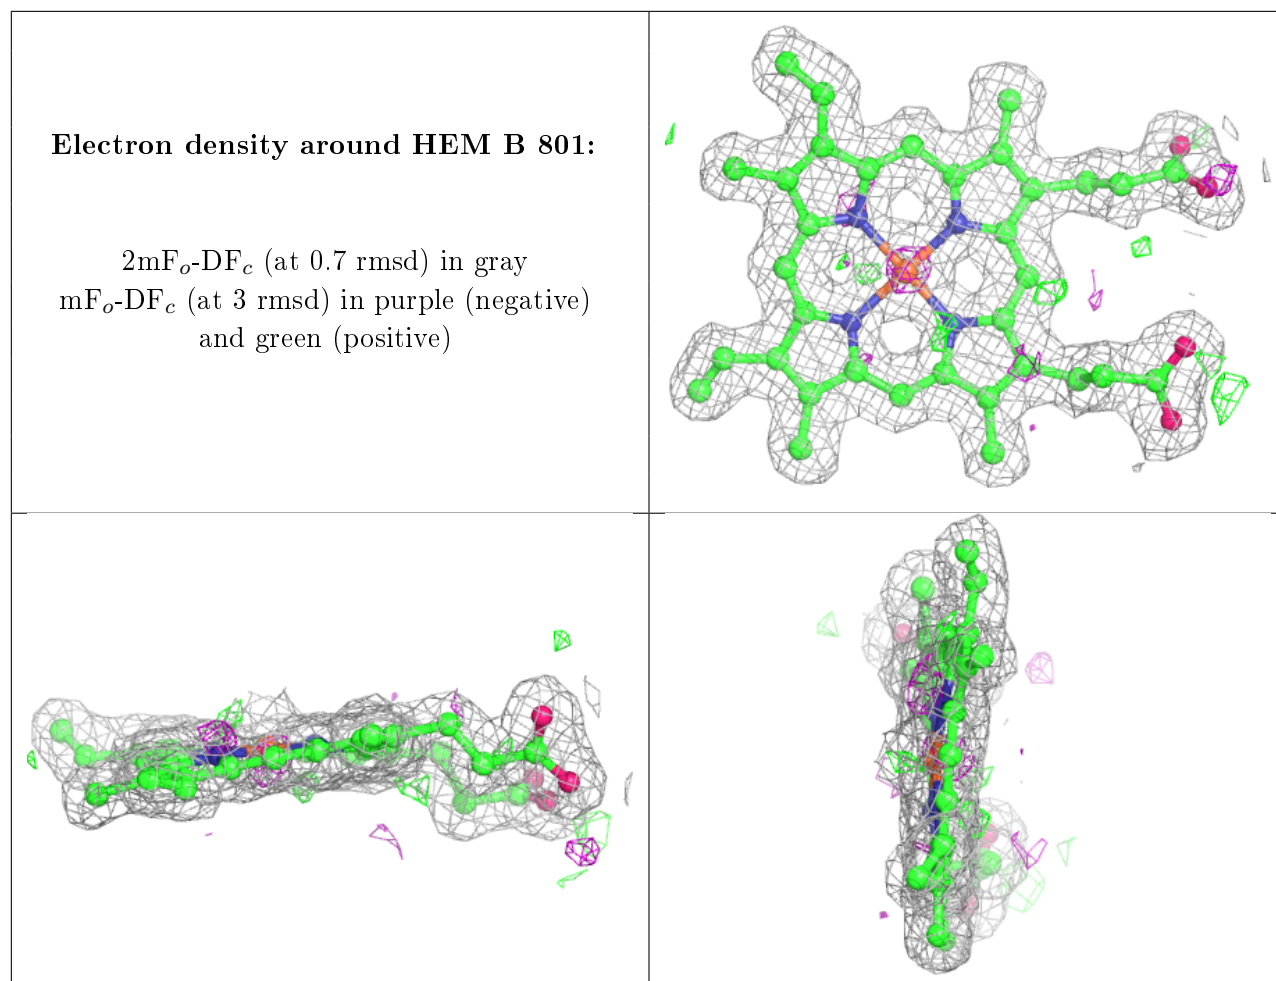 Electron density around HEM B 801:
2mFₒ-DF𝒸 (at 0.7 rmsd) in gray
mFₒ-DF𝒸 (at 3 rmsd) in purple (negative)
and green (positive)